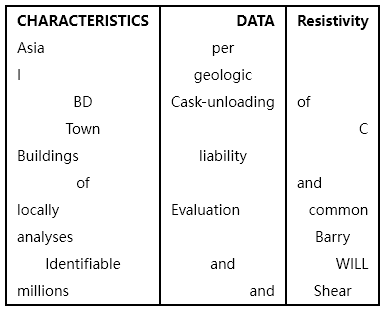 CHARACTERISTICS DATA Resistivity
Asia per
l geologic
BD Cask-unloading of
Town C
Buildings liability
of and
locally Evaluation common
analyses Barry
Identifiable and WILL
millions and Shear